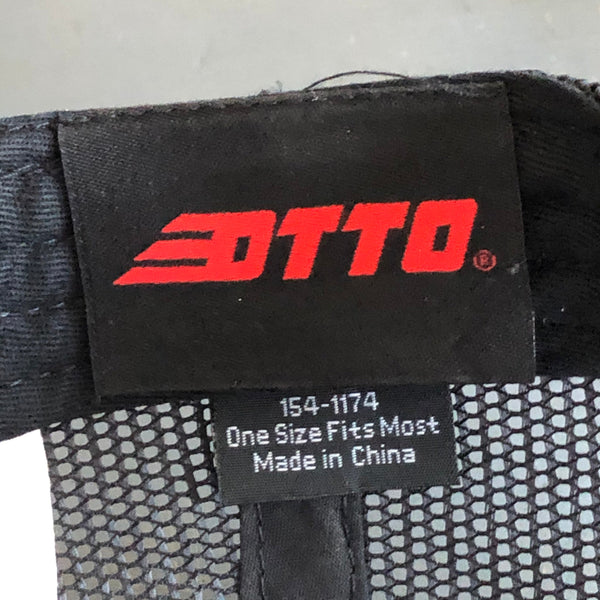 OTTO®
154-1174
One Size Fits Most
Made in China